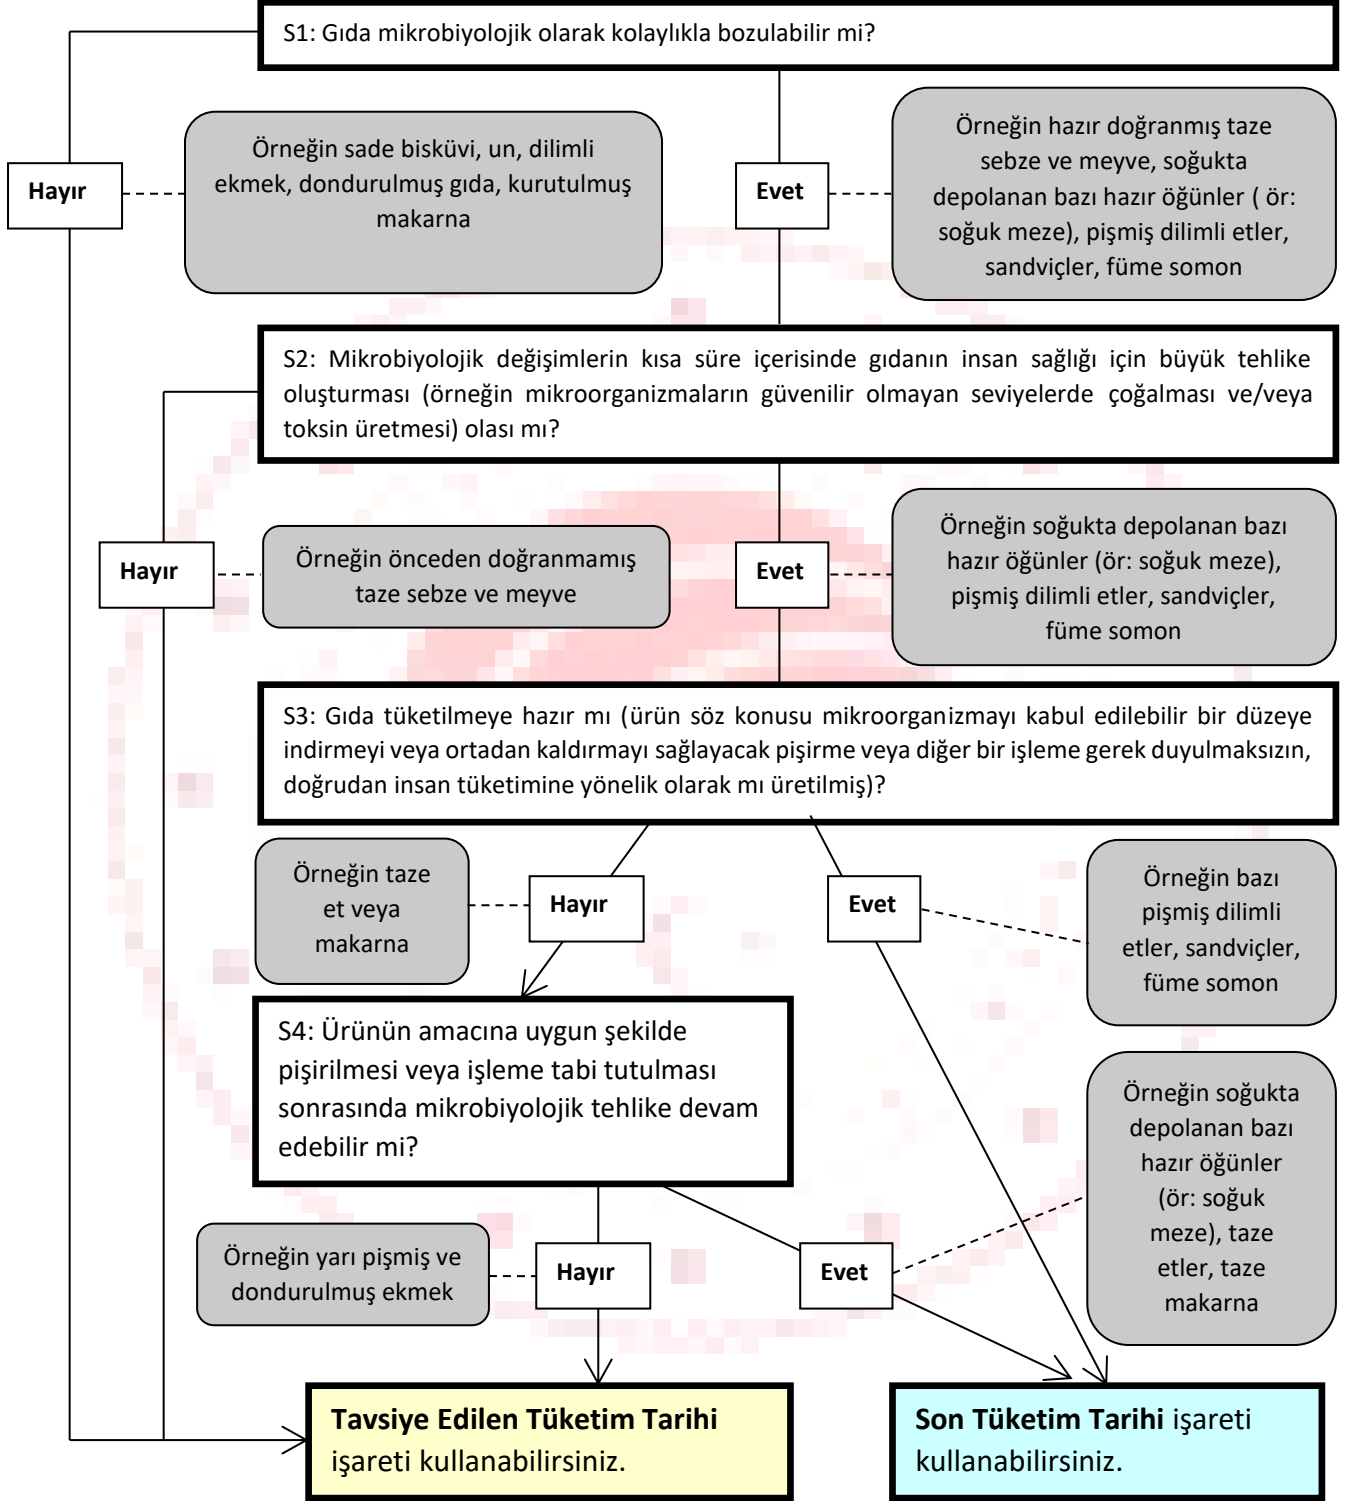 S1: Gıda mikrobiyolojik olarak kolaylıkla bozulabilir mi?
Hayır
Örneğin sade bisküvi, un, dilimli
ekmek, dondurulmuş gıda, kurutulmuş
makarna
Evet
Örneğin hazır doğranmış taze
sebze ve meyve, soğukta
depolanan bazı hazır öğünler ( ör:
soğuk meze), pişmiş dilimli etler,
sandviçler, füme somon
S2: Mikrobiyolojik değişimlerin kısa süre içerisinde gıdanın insan sağlığı için büyük tehlike
oluşturması (örneğin mikroorganizmaların güvenilir olmayan seviyelerde çoğalması ve/veya
toksin üretmesi) olası mı?
Hayır
Örneğin önceden doğranmamış
taze sebze ve meyve
Evet
Örneğin soğukta depolanan bazı
hazır öğünler (ör: soğuk meze),
pişmiş dilimli etler, sandviçler,
füme somon
S3: Gıda tüketilmeye hazır mı (ürün söz konusu mikroorganizmayı kabul edilebilir bir düzeye
indirmeyi veya ortadan kaldırmayı sağlayacak pişirme veya diğer bir işleme gerek duyulmaksızın,
doğrudan insan tüketimine yönelik olarak mı üretilmiş)?
Örneğin taze
et veya
makarna
Hayır
Evet
Örneğin bazı
pişmiş dilimli
etler, sandviçler,
füme somon
S4: Ürünün amacına uygun şekilde
pişirilmesi veya işleme tabi tutulması
sonrasında mikrobiyolojik tehlike devam
edebilir mi?
Örneğin soğukta
depolanan bazı
hazır öğünler
(ör: soğuk
meze), taze
etler, taze
makarna
Örneğin yarı pişmiş ve
dondurulmuş ekmek
Hayır
Evet
Tavsiye Edilen Tüketim Tarihi
işareti kullanabilirsiniz.
Son Tüketim Tarihi işareti
kullanabilirsiniz.